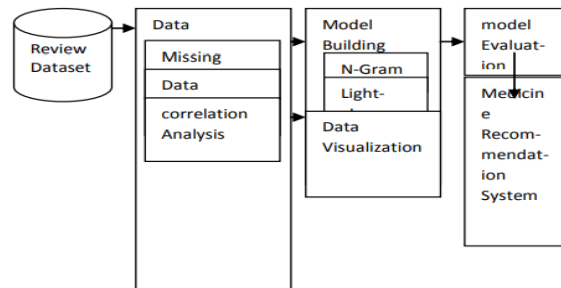 Review
Dataset
Data
Missing
Data
correlation
Analysis
Model
Building
N-Gram
Light-
Data
Visualization
model
Evaluat-
ion
Medicin
e
Recom-
mendat-
ion
System